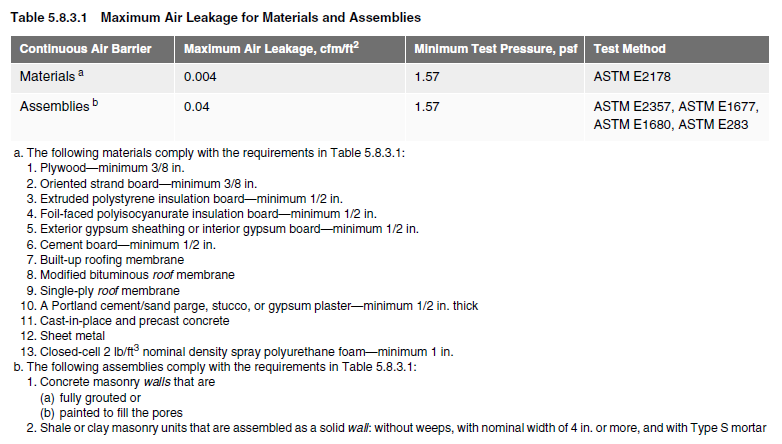 Table 5.8.3.1 Maximum Air Leakage for Materials and Assemblies
Continuous Air Barrier Maximum Air Leakage, cfm/ft² Minimum Test Pressure, psf Test Method
Materials a 0.004 1.57 ASTM E2178
Assemblies b 0.04 1.57 ASTM E2357, ASTM E1677,
ASTM E1680, ASTM E283
a. The following materials comply with the requirements in Table 5.8.3.1:
1. Plywood—minimum 3/8 in.
2. Oriented strand board—minimum 3/8 in.
3. Extruded polystyrene insulation board—minimum 1/2 in.
4. Foil-faced polyisocyanurate insulation board—minimum 1/2 in.
5. Exterior gypsum sheathing or interior gypsum board—minimum 1/2 in.
6. Cement board—minimum 1/2 in.
7. Built-up roofing membrane
8. Modified bituminous roof membrane
9. Single-ply roof membrane
10. A Portland cement/sand parge, stucco, or gypsum plaster—minimum 1/2 in. thick
11. Cast-in-place and precast concrete
12. Sheet metal
13. Closed-cell 2 lb/ft³ nominal density spray polyurethane foam—minimum 1 in.
b. The following assemblies comply with the requirements in Table 5.8.3.1:
1. Concrete masonry walls that are
(a) fully grouted or
(b) painted to fill the pores
2. Shale or clay masonry units that are assembled as a solid wall: without weeps, with nominal width of 4 in. or more, and with Type S mortar